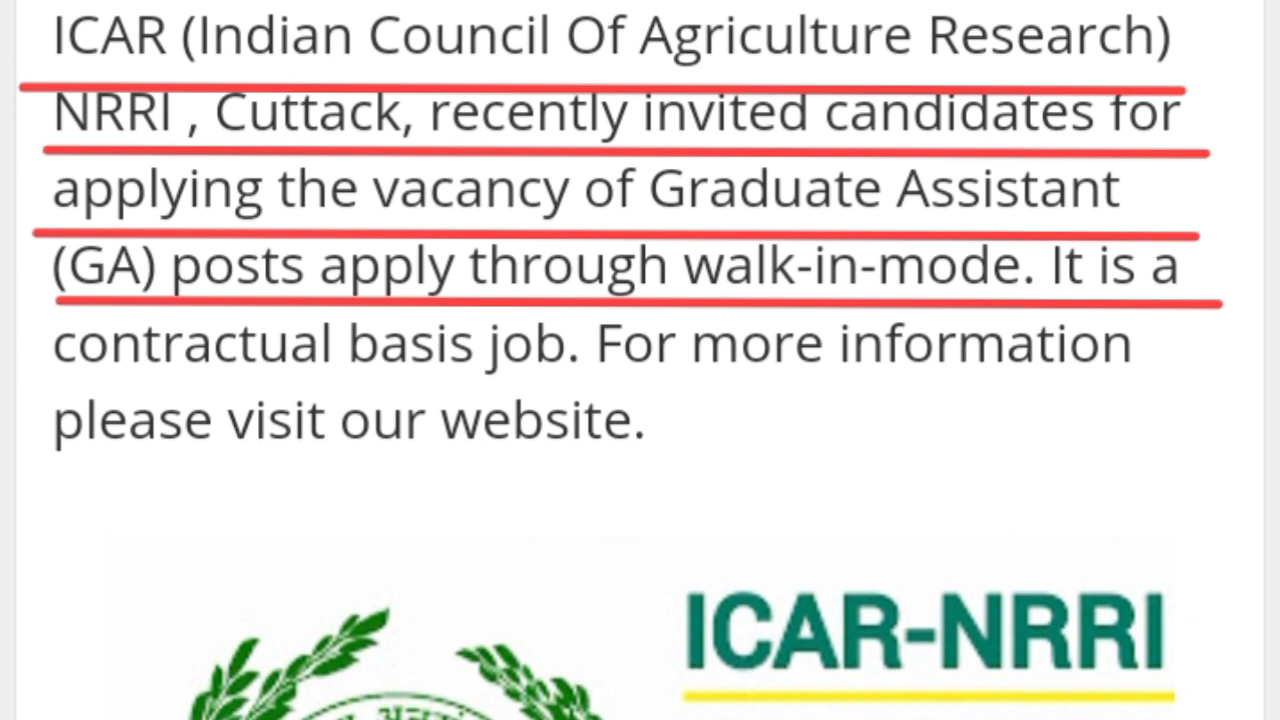 ICAR (Indian Council Of Agriculture Research)
NRRI , Cuttack, recently invited candidates for
applying the vacancy of Graduate Assistant
(GA) posts apply through walk-in-mode. It is a
contractual basis job. For more information
please visit our website.
ICAR-NRRI